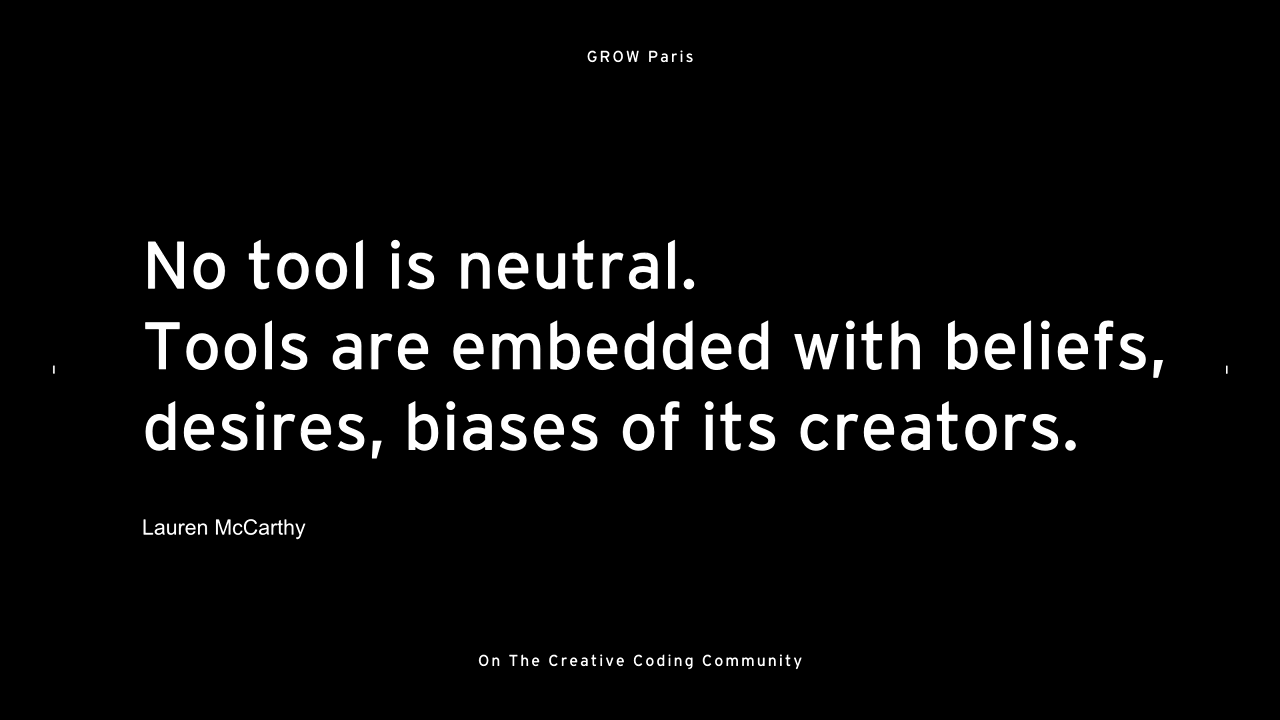 GROW Paris
No tool is neutral.
Tools are embedded with beliefs,
desires, biases of its creators.
Lauren McCarthy
On The Creative Coding Community